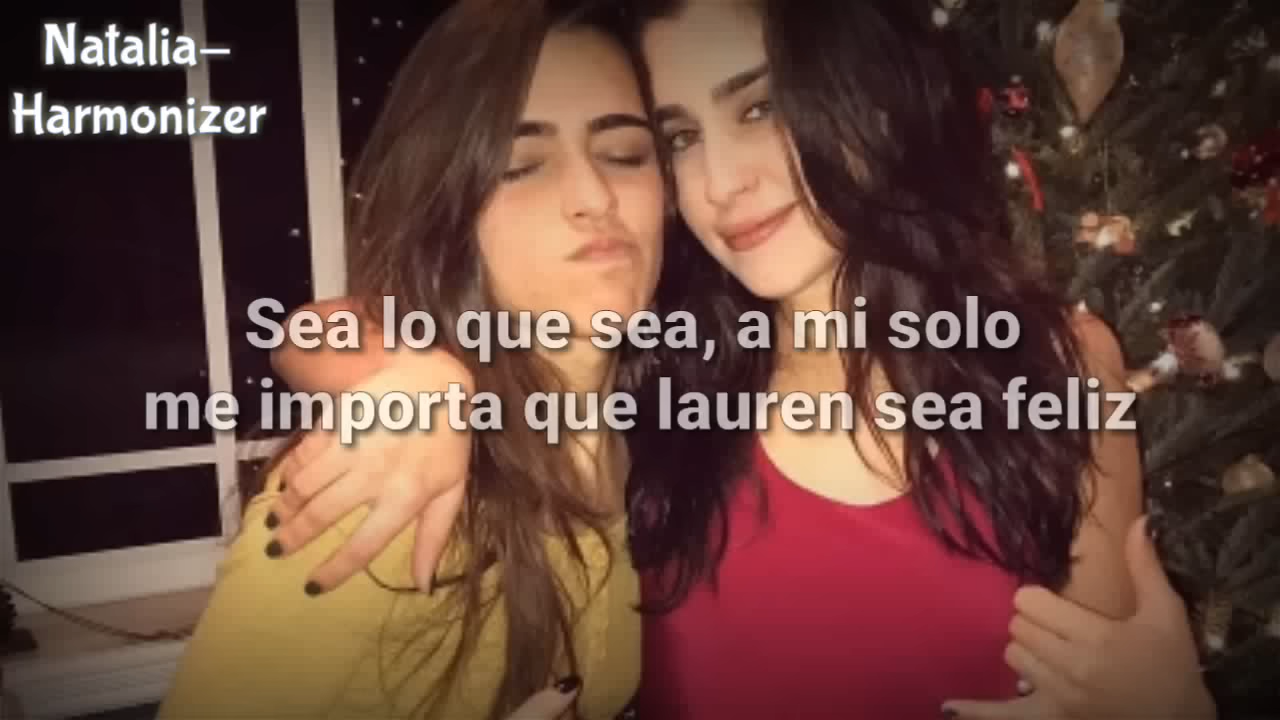 Natalia-
Harmonizer
Sea lo que sea, a mi solo
me importa que lauren sea feliz